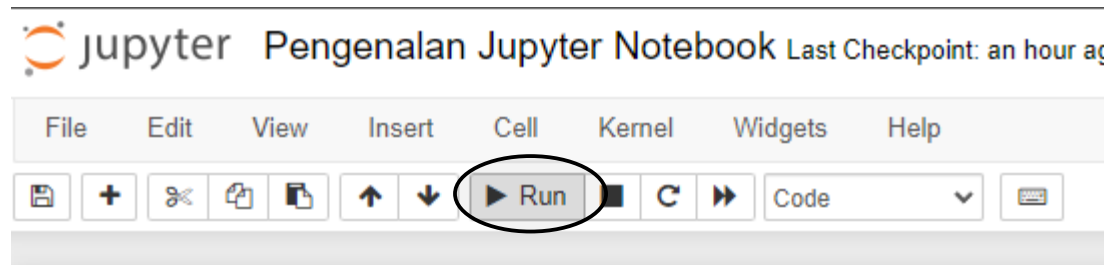 jupyter Pengenalan Jupyter Notebook Last Checkpoint: an hour ag
File Edit View Insert Cell Kernel Widgets Help
Run Code